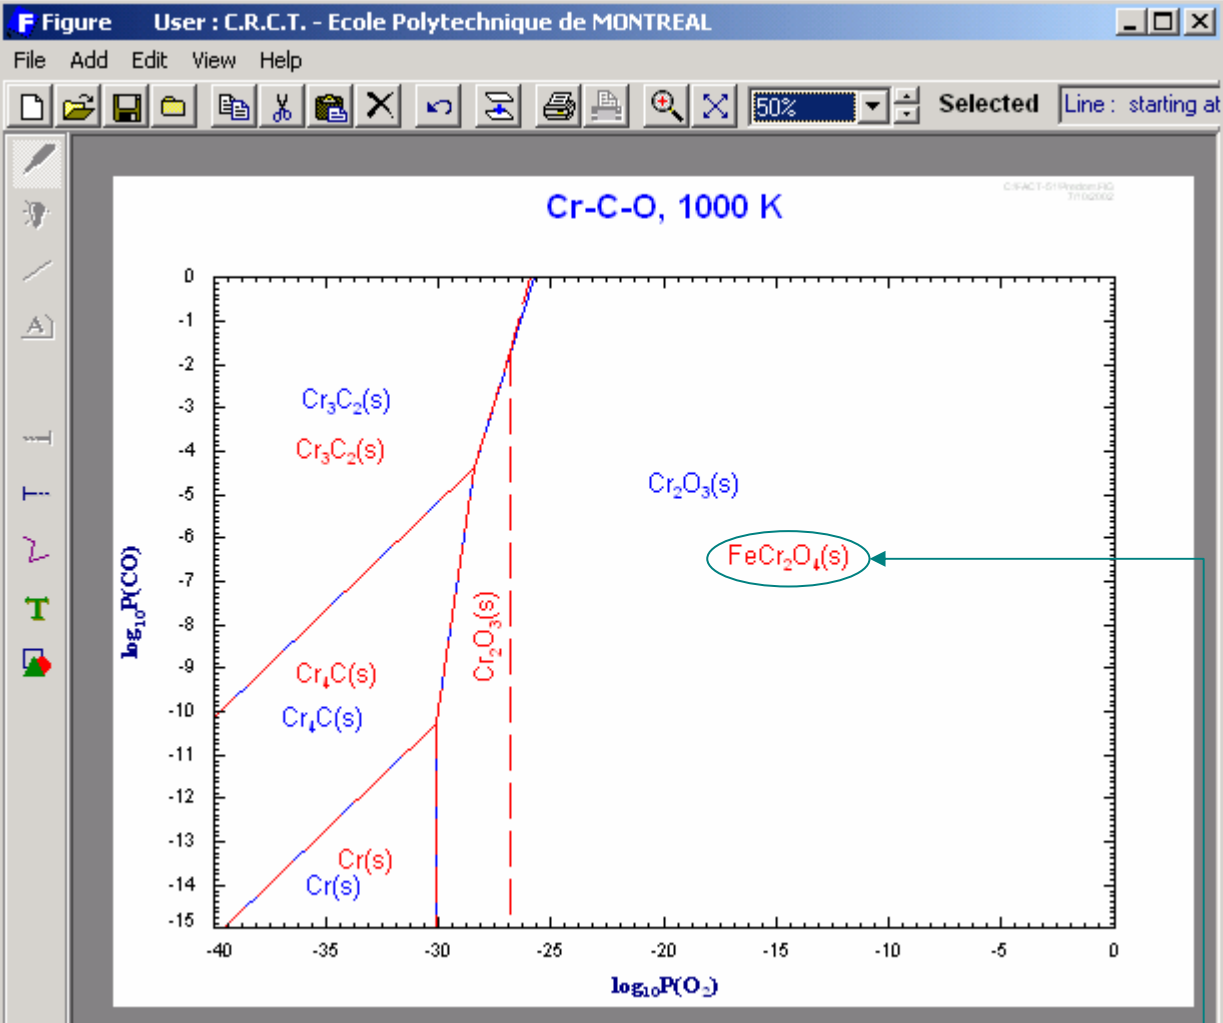 Figure User : C.R.C.T. - Ecole Polytechnique de MONTREAL
File Add Edit View Help
50% Selected Line : starting at
Cr-C-O, 1000 K
0
-1
-2
-3
-4
-5
-6
-7
-8
-9
-10
-11
-12
-13
-14
-15
log₁₀P(CO)
Cr₃C₂(s)
Cr₃C₂(s)
Cr₂O₃(s)
FeCr₂O₄(s)
Cr₂O₃(s)
Cr₄C(s)
Cr₄C(s)
Cr(s)
Cr(s)
-40 -35 -30 -25 -20 -15 -10 -5 0
log₁₀P(O₂)